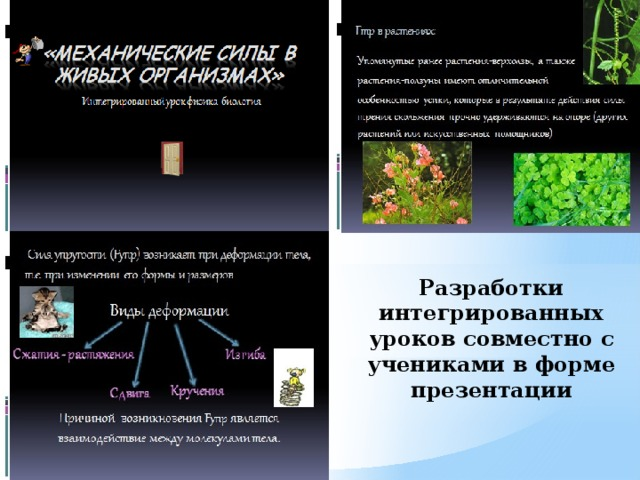 «МЕХАНИЧЕСКИЕ СИЛЫ В
ЖИВЫХ ОРГАНИЗМАХ»
Интегрированный урок физика-биология
Fтр в растениях:
Упомянутые ранее растения-верхолазы, а также
растения-ползуны имеют отличительной
особенностью усики, которые в результате действия силы
трения скольжения прочно удерживаются на опоре (других
растений или искусственных помощников)
Сила упругости (Fупр) возникает при деформации тела,
т.е. при изменении его формы и размеров
Виды деформации
Сжатия - растяжения
Сдвига
Кручения
Изгиба
Причиной возникновения Fупр является
взаимодействие между молекулами тела.
Разработки
интегрированных
уроков совместно с
учениками в форме
презентации